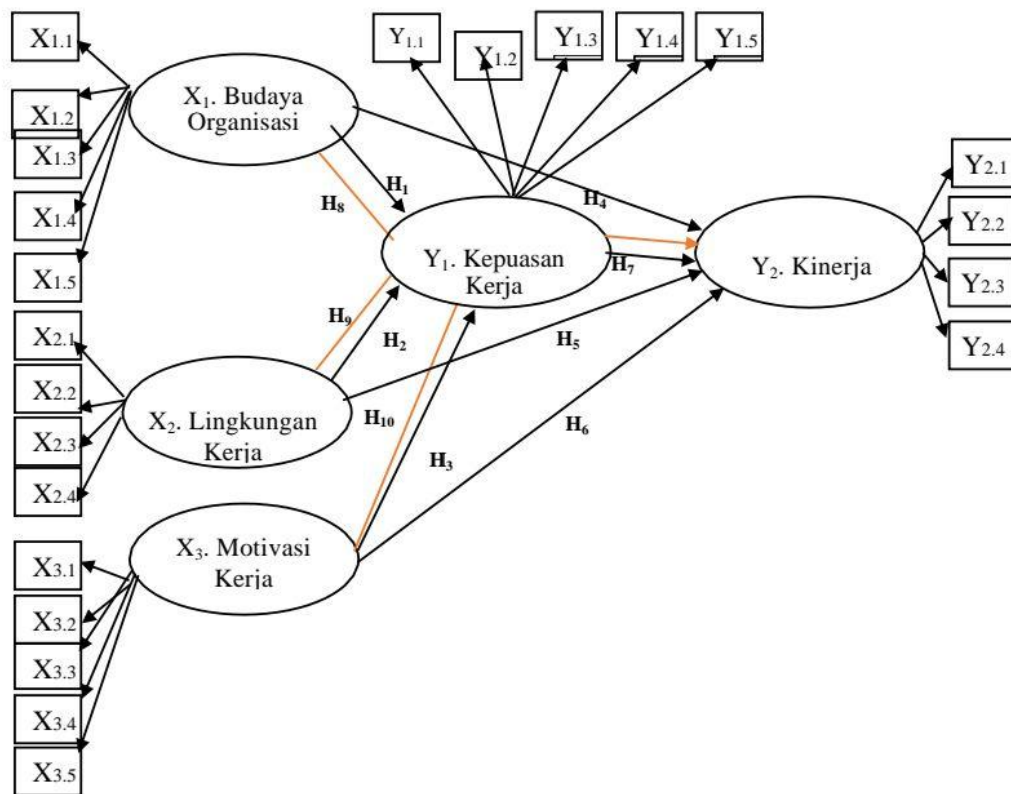 X1.1
X1.2
X1.3
X1.4
X1.5
X2.1
X2.2
X2.3
X2.4
X3.1
X3.2
X3.3
X3.4
X3.5
X₁. Budaya
Organisasi
X₂. Lingkungan
Kerja
X₃. Motivasi
Kerja
H₈
H₁
H₉
H₂
H₁₀
H₃
Y1.1
Y1.2
Y1.3
Y1.4
Y1.5
Y₁. Kepuasan
Kerja
H₄
H₇
H₅
H₆
Y₂. Kinerja
Y2.1
Y2.2
Y2.3
Y2.4